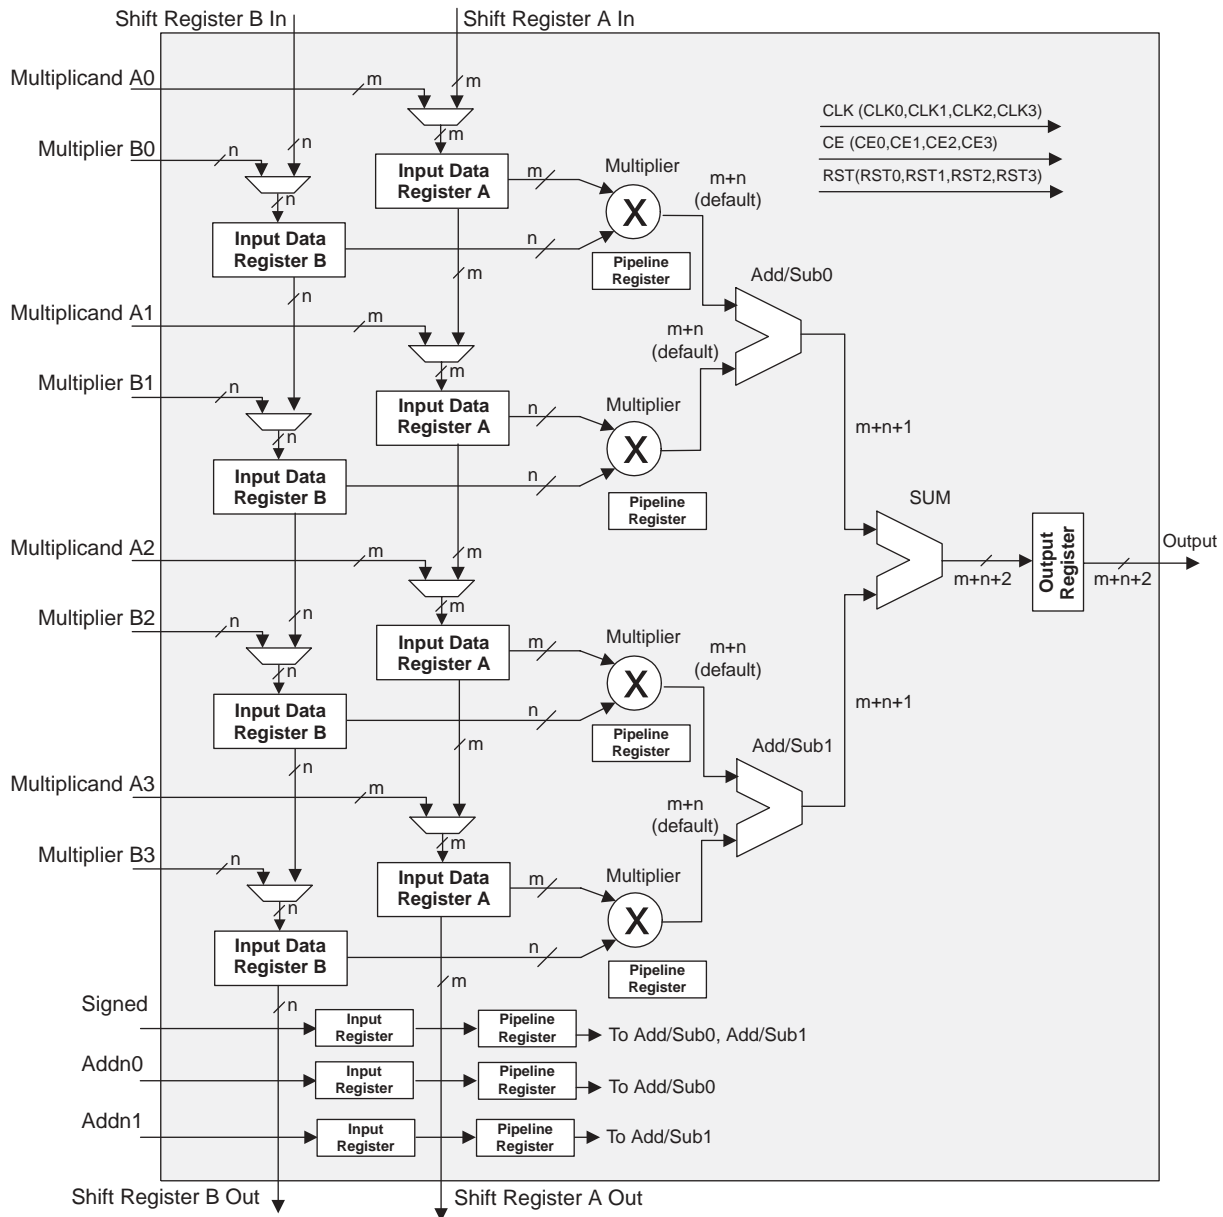 Shift Register B In
Shift Register A In
Multiplicand A0
m
m
CLK (CLK0,CLK1,CLK2,CLK3)
m
Multiplier B0
n
n
CE (CE0,CE1,CE2,CE3)
Input Data
Register A
m
Multiplier
m+n
(default)
RST(RST0,RST1,RST2,RST3)
n
X
Input Data
Register B
n
Pipeline
Register
m
Add/Sub0
n
Multiplicand A1
m
m+n
(default)
m
Multiplier B1
n
Input Data
Register A
n
Multiplier
m+n+1
n
X
Input Data
Register B
n
Pipeline
Register
SUM
Multiplicand A2
m
m
Output
m+n+2
Output
Register
m+n+2
m
Multiplier B2
n
n
Input Data
Register A
m
Multiplier
m+n
(default)
n
X
m+n+1
Input Data
Register B
n
Pipeline
Register
m
Add/Sub1
n
Multiplicand A3
m
m+n
(default)
m
Multiplier B3
n
Input Data
Register A
m
Multiplier
n
X
Input Data
Register B
n
Pipeline
Register
m
n
Signed
Input
Register
Pipeline
Register
To Add/Sub0, Add/Sub1
Addn0
Input
Register
Pipeline
Register
To Add/Sub0
Addn1
Input
Register
Pipeline
Register
To Add/Sub1
Shift Register B Out
Shift Register A Out